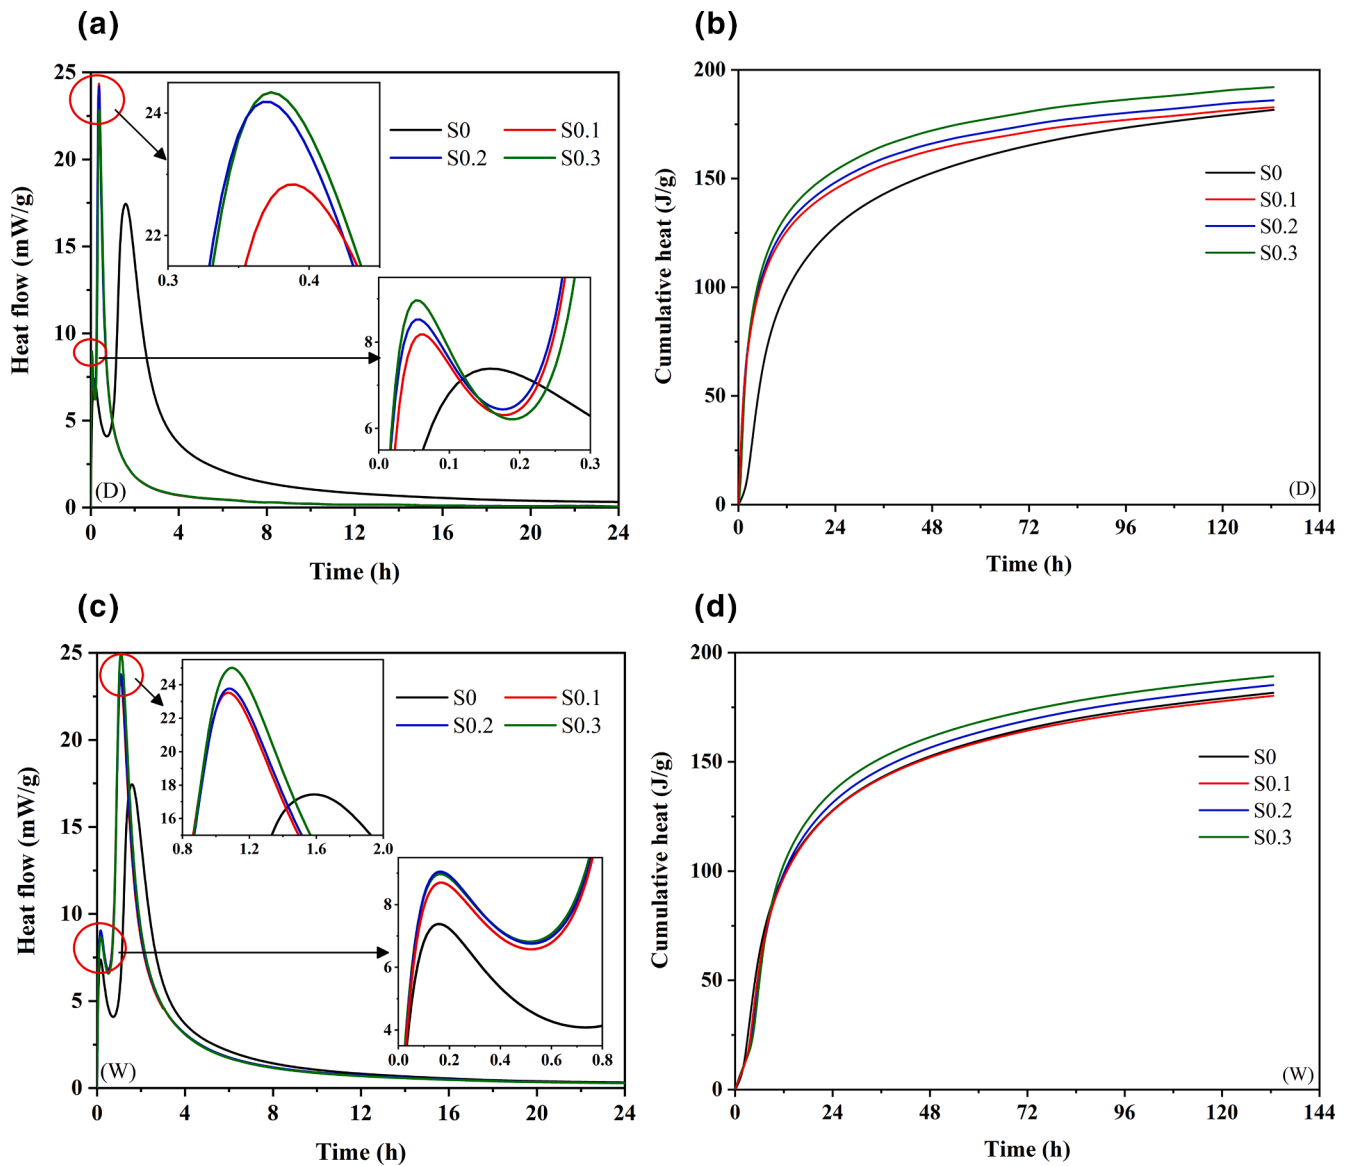 (a)
25
20
15
10
5
0
0 4 8 12 16 20 24
Heat flow (mW/g)
Time (h)
(D)
S0 S0.1
S0.2 S0.3
24
22
0.3 0.4
8
6
0.0 0.1 0.2 0.3
(b)
200
150
100
50
0
0 24 48 72 96 120 144
Cumulative heat (J/g)
Time (h)
S0
S0.1
S0.2
S0.3
(D)
(c)
25
20
15
10
5
0
0 4 8 12 16 20 24
Heat flow (mW/g)
Time (h)
(W)
S0 S0.1
S0.2 S0.3
24
22
20
18
16
0.8 1.2 1.6 2.0
8
6
4
0.0 0.2 0.4 0.6 0.8
(d)
200
150
100
50
0
0 24 48 72 96 120 144
Cumulative heat (J/g)
Time (h)
S0
S0.1
S0.2
S0.3
(W)